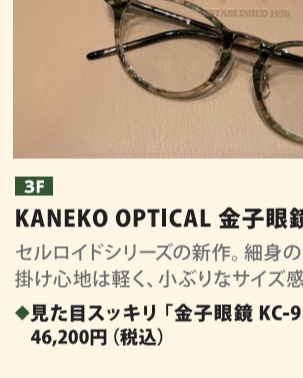 ESTABLISHED 1958
3F
KANEKO OPTICAL 金子眼鏡
セルロイドシリーズの新作。細身の
掛け心地は軽く、小ぶりなサイズ感
◆見た目スッキリ「金子眼鏡 KC-9
46,200円（税込）